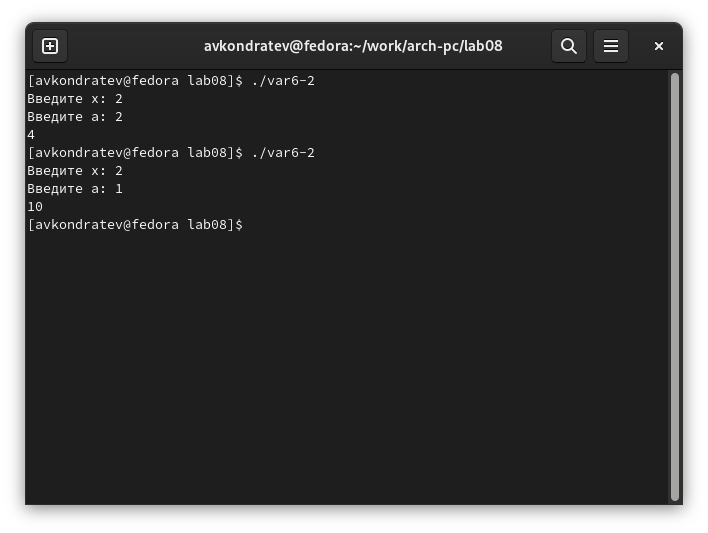 avkondratev@fedora:~/work/arch-pc/lab08
[avkondratev@fedora lab08]$ ./var6-2
Введите x: 2
Введите a: 2
4
[avkondratev@fedora lab08]$ ./var6-2
Введите x: 2
Введите a: 1
10
[avkondratev@fedora lab08]$